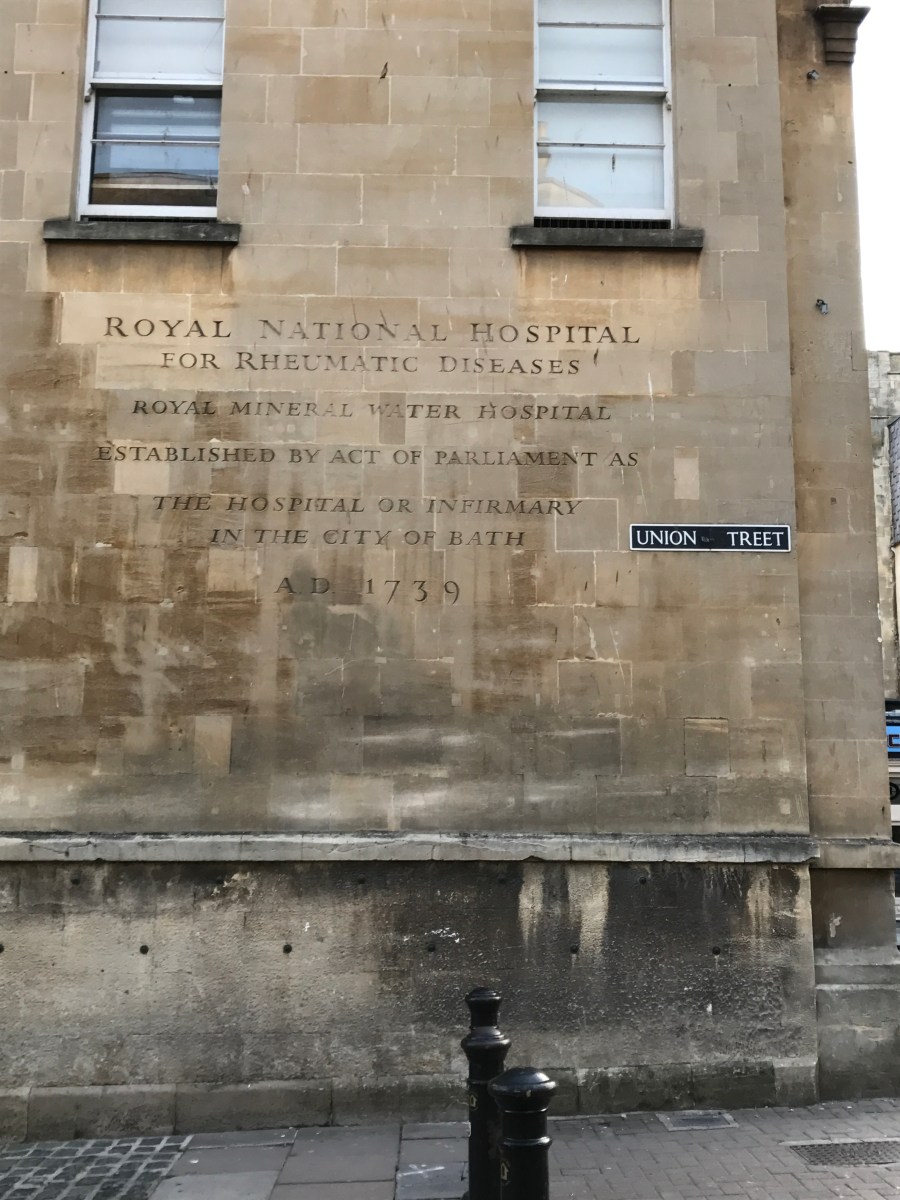 ROYAL NATIONAL HOSPITAL
FOR RHEUMATIC DISEASES
ROYAL MINERAL WATER HOSPITAL
ESTABLISHED BY ACT OF PARLIAMENT AS
THE HOSPITAL OR INFIRMARY
IN THE CITY OF BATH
A.D. 1739
UNION TREET